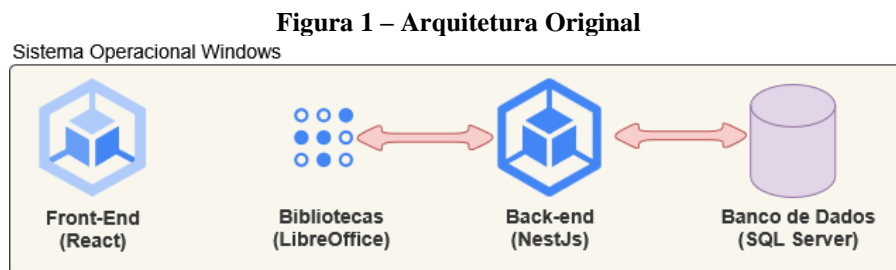 Figura 1 – Arquitetura Original
Sistema Operacional Windows
Front-End
(React)
Bibliotecas
(LibreOffice)
Back-end
(NestJs)
Banco de Dados
(SQL Server)